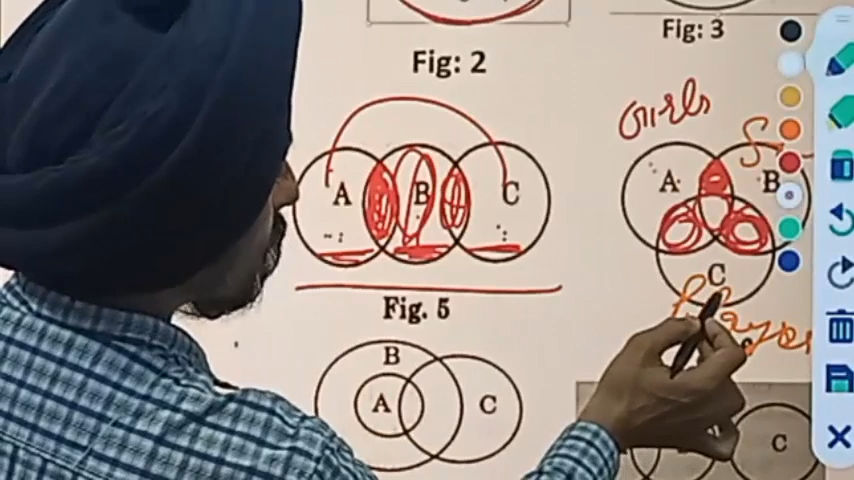 Fig: 2
Fig: 3
Girls
A B C
A B
C
Fig. 5
B
A C
C